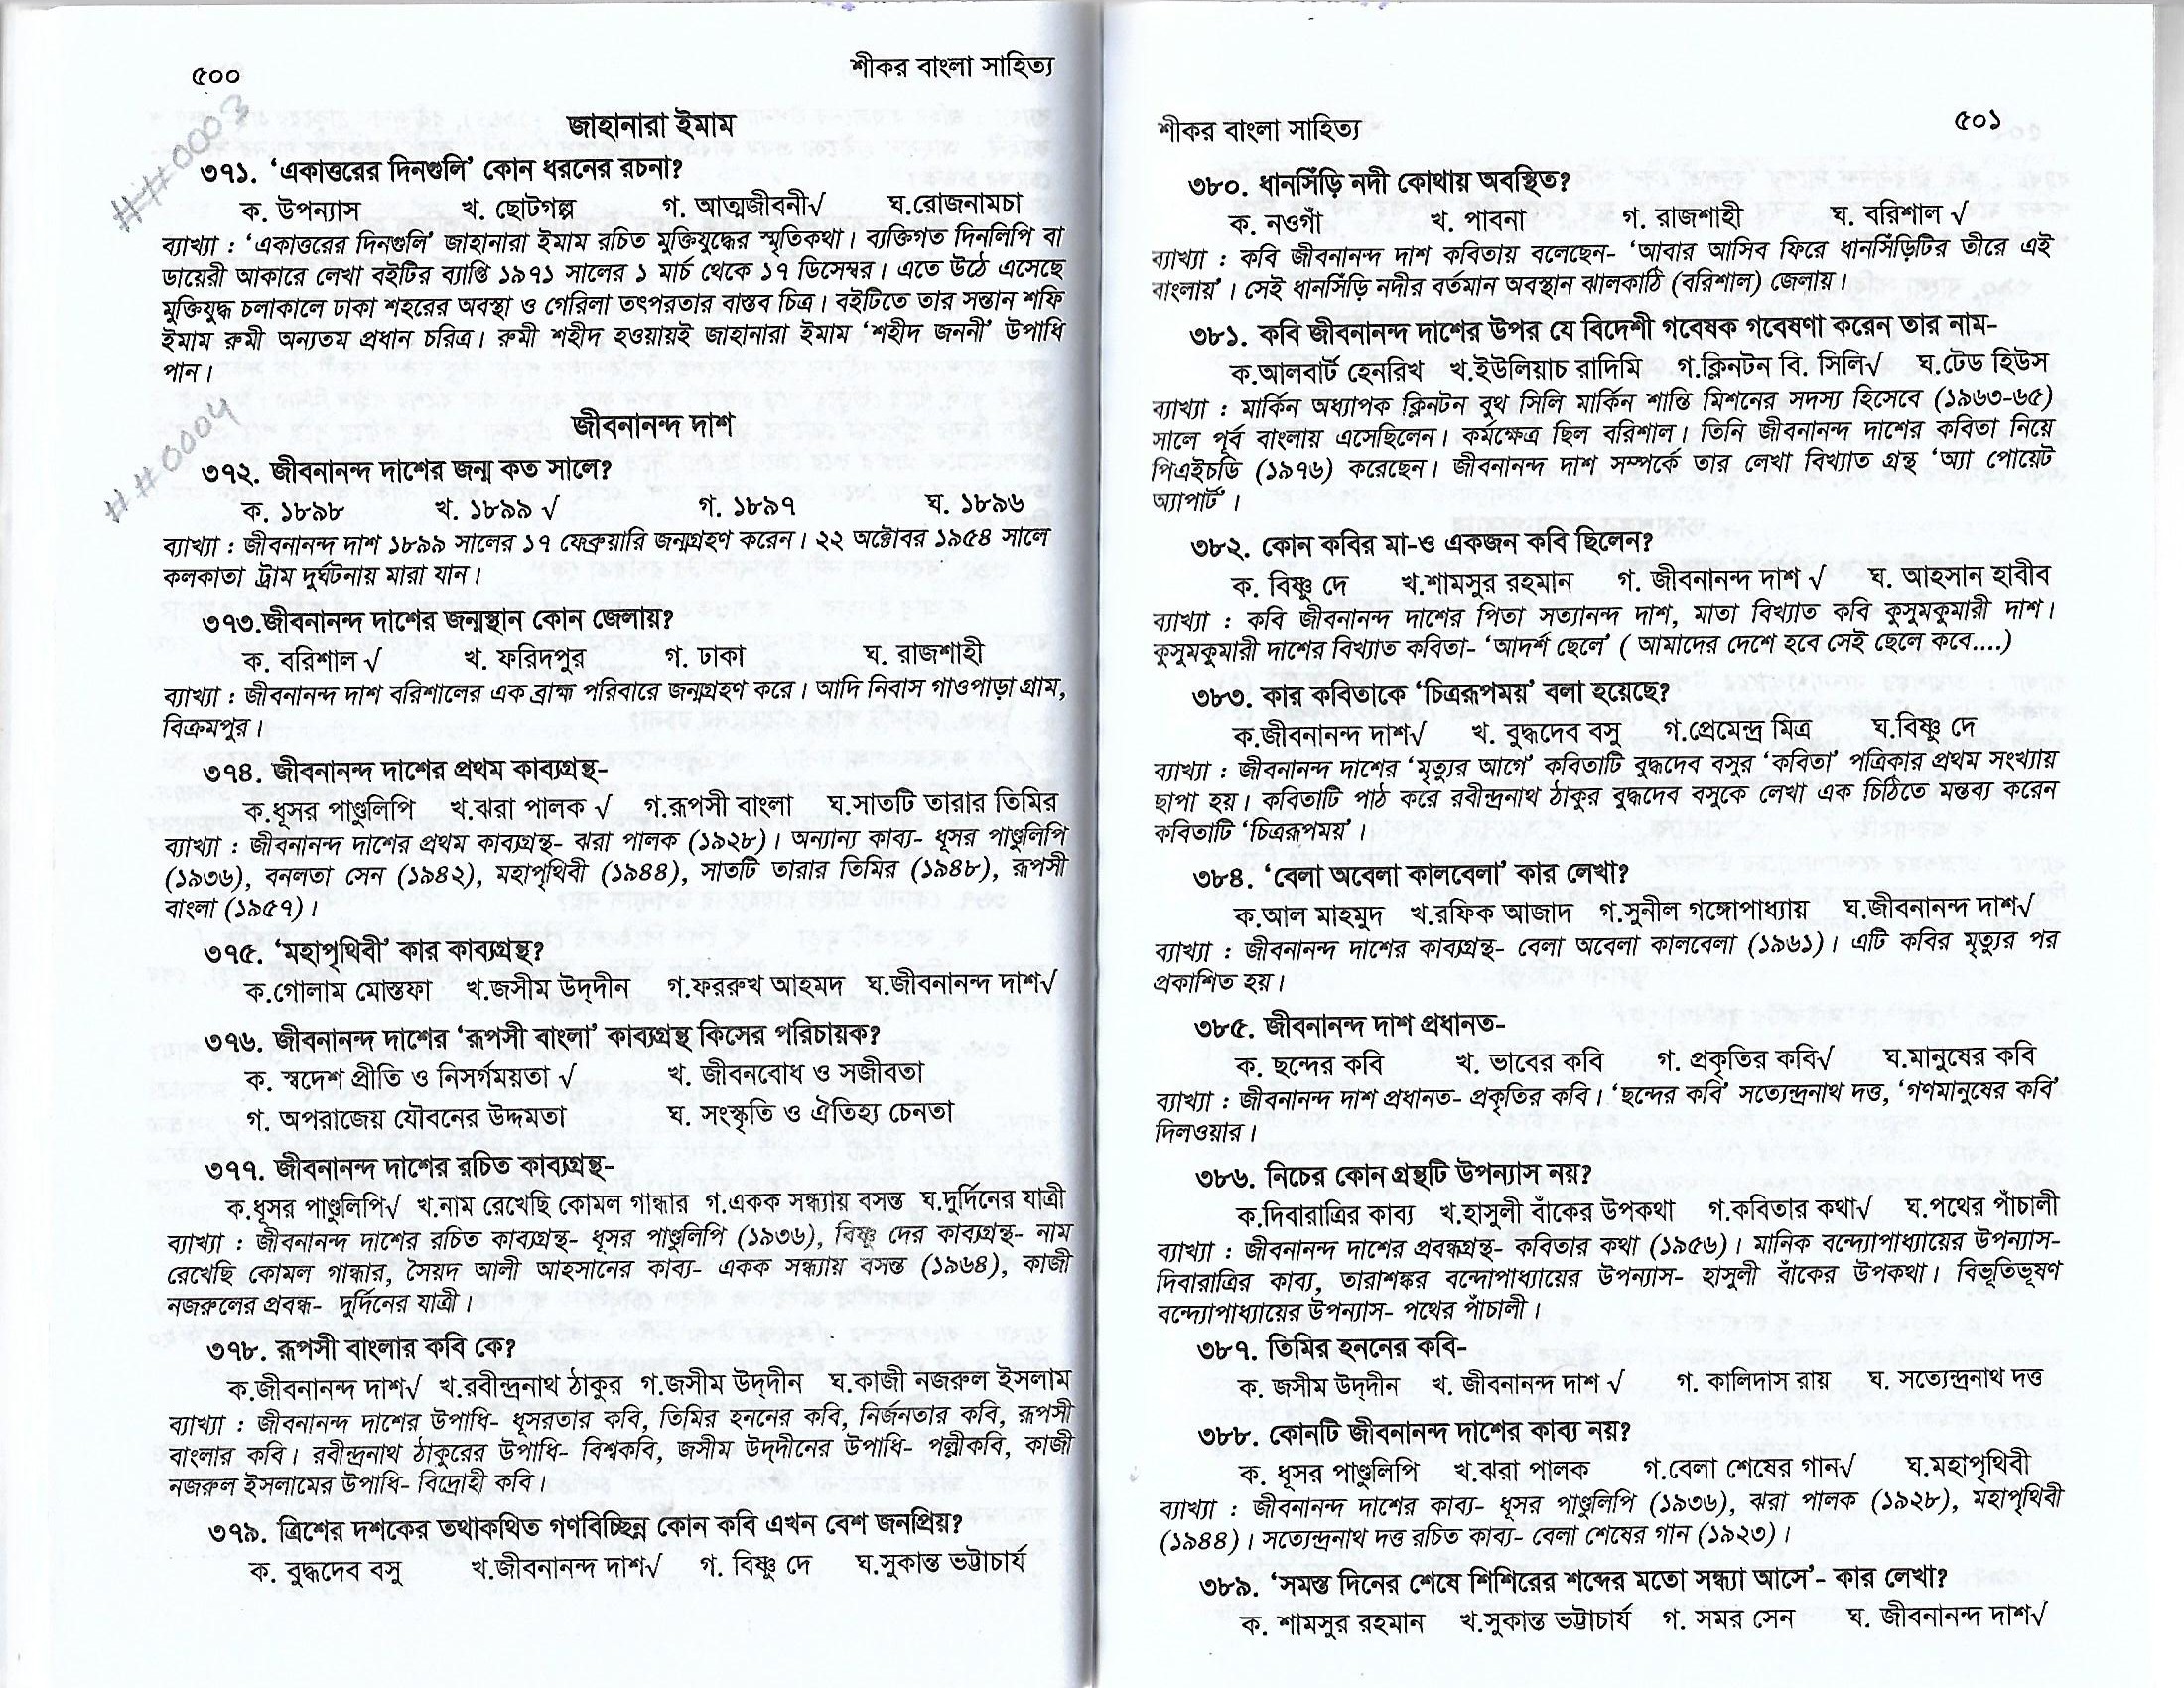 ৫০০
শীকর বাংলা সাহিত্য
##0003
জাহানারা ইমাম
৩৭১. ‘একাত্তরের দিনগুলি’ কোন ধরনের রচনা?
ক. উপন্যাস খ. ছোটগল্প গ. আত্মজীবনী√ ঘ.রোজনামচা
ব্যাখ্যা : ‘একাত্তরের দিনগুলি’ জাহানারা ইমাম রচিত মুক্তিযুদ্ধের স্মৃতিকথা। ব্যক্তিগত দিনলিপি বা
ডায়েরী আকারে লেখা বইটির ব্যাপ্তি ১৯৭১ সালের ১ মার্চ থেকে ১৭ ডিসেম্বর। এতে উঠে এসেছে
মুক্তিযুদ্ধ চলাকালে ঢাকা শহরের অবস্থা ও গেরিলা তৎপরতার বাস্তব চিত্র। বইটিতে তার সন্তান শফি
ইমাম রুমী অন্যতম প্রধান চরিত্র। রুমী শহীদ হওয়ায়ই জাহানারা ইমাম ‘শহীদ জননী’ উপাধি
পান।
##0004
জীবনানন্দ দাশ
৩৭২. জীবনানন্দ দাশের জন্ম কত সালে?
ক. ১৮৯৮ খ. ১৮৯৯ √ গ. ১৮৯৭ ঘ. ১৮৯৬
ব্যাখ্যা : জীবনানন্দ দাশ ১৮৯৯ সালের ১৭ ফেব্রুয়ারি জন্মগ্রহণ করেন। ২২ অক্টোবর ১৯৫৪ সালে
কলকাতা ট্রাম দুর্ঘটনায় মারা যান।
৩৭৩.জীবনানন্দ দাশের জন্মস্থান কোন জেলায়?
ক. বরিশাল √ খ. ফরিদপুর গ. ঢাকা ঘ. রাজশাহী
ব্যাখ্যা : জীবনানন্দ দাশ বরিশালের এক ব্রাহ্ম পরিবারে জন্মগ্রহণ করে। আদি নিবাস গাওপাড়া গ্রাম,
বিক্রমপুর।
৩৭৪. জীবনানন্দ দাশের প্রথম কাব্যগ্রন্থ-
ক.ধূসর পাণ্ডুলিপি খ.ঝরা পালক √ গ.রূপসী বাংলা ঘ.সাতটি তারার তিমির
ব্যাখ্যা : জীবনানন্দ দাশের প্রথম কাব্যগ্রন্থ- ঝরা পালক (১৯২৮)। অন্যান্য কাব্য- ধূসর পাণ্ডুলিপি
(১৯৩৬), বনলতা সেন (১৯৪২), মহাপৃথিবী (১৯৪৪), সাতটি তারার তিমির (১৯৪৮), রূপসী
বাংলা (১৯৫৭)।
৩৭৫. ‘মহাপৃথিবী’ কার কাব্যগ্রন্থ?
ক.গোলাম মোস্তফা খ.জসীম উদ্‌দীন গ.ফররুখ আহমদ ঘ.জীবনানন্দ দাশ√
৩৭৬. জীবনানন্দ দাশের ‘রূপসী বাংলা’ কাব্যগ্রন্থ কিসের পরিচায়ক?
ক. স্বদেশ প্রীতি ও নিসর্গময়তা √ খ. জীবনবোধ ও সজীবতা
গ. অপরাজেয় যৌবনের উদ্দমতা ঘ. সংস্কৃতি ও ঐতিহ্য চেনতা
৩৭৭. জীবনানন্দ দাশের রচিত কাব্যগ্রন্থ-
ক.ধূসর পাণ্ডুলিপি√ খ.নাম রেখেছি কোমল গান্ধার গ.একক সন্ধ্যায় বসন্ত ঘ.দুর্দিনের যাত্রী
ব্যাখ্যা : জীবনানন্দ দাশের রচিত কাব্যগ্রন্থ- ধূসর পাণ্ডুলিপি (১৯৩৬), বিষ্ণু দের কাব্যগ্রন্থ- নাম
রেখেছি কোমল গান্ধার, সৈয়দ আলী আহসানের কাব্য- একক সন্ধ্যায় বসন্ত (১৯৬৪), কাজী
নজরুলের প্রবন্ধ- দুর্দিনের যাত্রী।
৩৭৮. রূপসী বাংলার কবি কে?
ক.জীবনানন্দ দাশ√ খ.রবীন্দ্রনাথ ঠাকুর গ.জসীম উদ্‌দীন ঘ.কাজী নজরুল ইসলাম
ব্যাখ্যা : জীবনানন্দ দাশের উপাধি- ধূসরতার কবি, তিমির হননের কবি, নির্জনতার কবি, রূপসী
বাংলার কবি। রবীন্দ্রনাথ ঠাকুরের উপাধি- বিশ্বকবি, জসীম উদ্‌দীনের উপাধি- পল্লীকবি, কাজী
নজরুল ইসলামের উপাধি- বিদ্রোহী কবি।
৩৭৯. ত্রিশের দশকের তথাকথিত গণবিচ্ছিন্ন কোন কবি এখন বেশ জনপ্রিয়?
ক. বুদ্ধদেব বসু খ.জীবনানন্দ দাশ√ গ. বিষ্ণু দে ঘ.সুকান্ত ভট্টাচার্য
শীকর বাংলা সাহিত্য
৫০১
৩৮০. ধানসিঁড়ি নদী কোথায় অবস্থিত?
ক. নওগাঁ খ. পাবনা গ. রাজশাহী ঘ. বরিশাল √
ব্যাখ্যা : কবি জীবনানন্দ দাশ কবিতায় বলেছেন- ‘আবার আসিব ফিরে ধানসিঁড়িটির তীরে এই
বাংলায়’। সেই ধানসিঁড়ি নদীর বর্তমান অবস্থান ঝালকাঠি (বরিশাল) জেলায়।
৩৮১. কবি জীবনানন্দ দাশের উপর যে বিদেশী গবেষক গবেষণা করেন তার নাম-
ক.আলবার্ট হেনরিখ খ.ইউলিয়াচ রাদিমি গ.ক্লিনটন বি. সিলি√ ঘ.টেড হিউস
ব্যাখ্যা : মার্কিন অধ্যাপক ক্লিনটন বুথ সিলি মার্কিন শান্তি মিশনের সদস্য হিসেবে (১৯৬৩-৬৫)
সালে পূর্ব বাংলায় এসেছিলেন। কর্মক্ষেত্র ছিল বরিশাল। তিনি জীবনানন্দ দাশের কবিতা নিয়ে
পিএইচডি (১৯৭৬) করেছেন। জীবনানন্দ দাশ সম্পর্কে তার লেখা বিখ্যাত গ্রন্থ ‘অ্যা পোয়েট
অ্যাপার্ট’।
৩৮২. কোন কবির মা-ও একজন কবি ছিলেন?
ক. বিষ্ণু দে খ.শামসুর রহমান গ. জীবনানন্দ দাশ √ ঘ. আহসান হাবীব
ব্যাখ্যা : কবি জীবনানন্দ দাশের পিতা সত্যানন্দ দাশ, মাতা বিখ্যাত কবি কুসুমকুমারী দাশ।
কুসুমকুমারী দাশের বিখ্যাত কবিতা- ‘আদর্শ ছেলে’ ( আমাদের দেশে হবে সেই ছেলে কবে....)
৩৮৩. কার কবিতাকে ‘চিত্ররূপময়’ বলা হয়েছে?
ক.জীবনানন্দ দাশ√ খ. বুদ্ধদেব বসু গ.প্রেমেন্দ্র মিত্র ঘ.বিষ্ণু দে
ব্যাখ্যা : জীবনানন্দ দাশের ‘মৃত্যুর আগে’ কবিতাটি বুদ্ধদেব বসুর ‘কবিতা’ পত্রিকার প্রথম সংখ্যায়
ছাপা হয়। কবিতাটি পাঠ করে রবীন্দ্রনাথ ঠাকুর বুদ্ধদেব বসুকে লেখা এক চিঠিতে মন্তব্য করেন
কবিতাটি ‘চিত্ররূপময়’।
৩৮৪. ‘বেলা অবেলা কালবেলা’ কার লেখা?
ক.আল মাহমুদ খ.রফিক আজাদ গ.সুনীল গঙ্গোপাধ্যায় ঘ.জীবনানন্দ দাশ√
ব্যাখ্যা : জীবনানন্দ দাশের কাব্যগ্রন্থ- বেলা অবেলা কালবেলা (১৯৬১)। এটি কবির মৃত্যুর পর
প্রকাশিত হয়।
৩৮৫. জীবনানন্দ দাশ প্রধানত-
ক. ছন্দের কবি খ. ভাবের কবি গ. প্রকৃতির কবি√ ঘ.মানুষের কবি
ব্যাখ্যা : জীবনানন্দ দাশ প্রধানত- প্রকৃতির কবি। ‘ছন্দের কবি’ সত্যেন্দ্রনাথ দত্ত, ‘গণমানুষের কবি’
দিলওয়ার।
৩৮৬. নিচের কোন গ্রন্থটি উপন্যাস নয়?
ক.দিবারাত্রির কাব্য খ.হাসুলী বাঁকের উপকথা গ.কবিতার কথা√ ঘ.পথের পাঁচালী
ব্যাখ্যা : জীবনানন্দ দাশের প্রবন্ধগ্রন্থ- কবিতার কথা (১৯৫৬)। মানিক বন্দ্যোপাধ্যায়ের উপন্যাস-
দিবারাত্রির কাব্য, তারাশঙ্কর বন্দোপাধ্যায়ের উপন্যাস- হাসুলী বাঁকের উপকথা। বিভূতিভূষণ
বন্দ্যোপাধ্যায়ের উপন্যাস- পথের পাঁচালী।
৩৮৭. তিমির হননের কবি-
ক. জসীম উদ্‌দীন খ. জীবনানন্দ দাশ √ গ. কালিদাস রায় ঘ. সত্যেন্দ্রনাথ দত্ত
৩৮৮. কোনটি জীবনানন্দ দাশের কাব্য নয়?
ক. ধূসর পাণ্ডুলিপি খ.ঝরা পালক গ.বেলা শেষের গান√ ঘ.মহাপৃথিবী
ব্যাখ্যা : জীবনানন্দ দাশের কাব্য- ধূসর পাণ্ডুলিপি (১৯৩৬), ঝরা পালক (১৯২৮), মহাপৃথিবী
(১৯৪৪)। সত্যেন্দ্রনাথ দত্ত রচিত কাব্য- বেলা শেষের গান (১৯২৩)।
৩৮৯. ‘সমস্ত দিনের শেষে শিশিরের শব্দের মতো সন্ধ্যা আসে’- কার লেখা?
ক. শামসুর রহমান খ.সুকান্ত ভট্টাচার্য গ. সমর সেন ঘ. জীবনানন্দ দাশ√